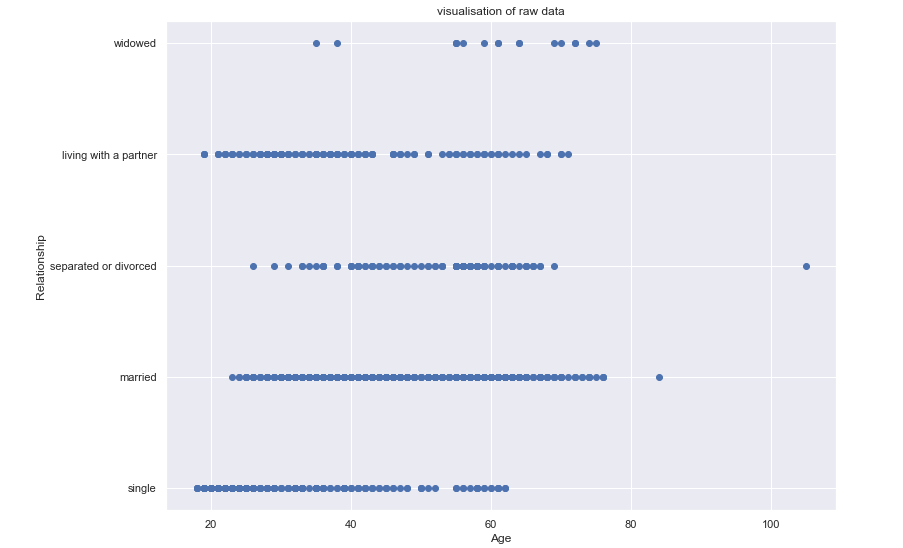 visualisation of raw data
widowed
living with a partner
separated or divorced
married
single
Relationship
20 40 60 80 100
Age